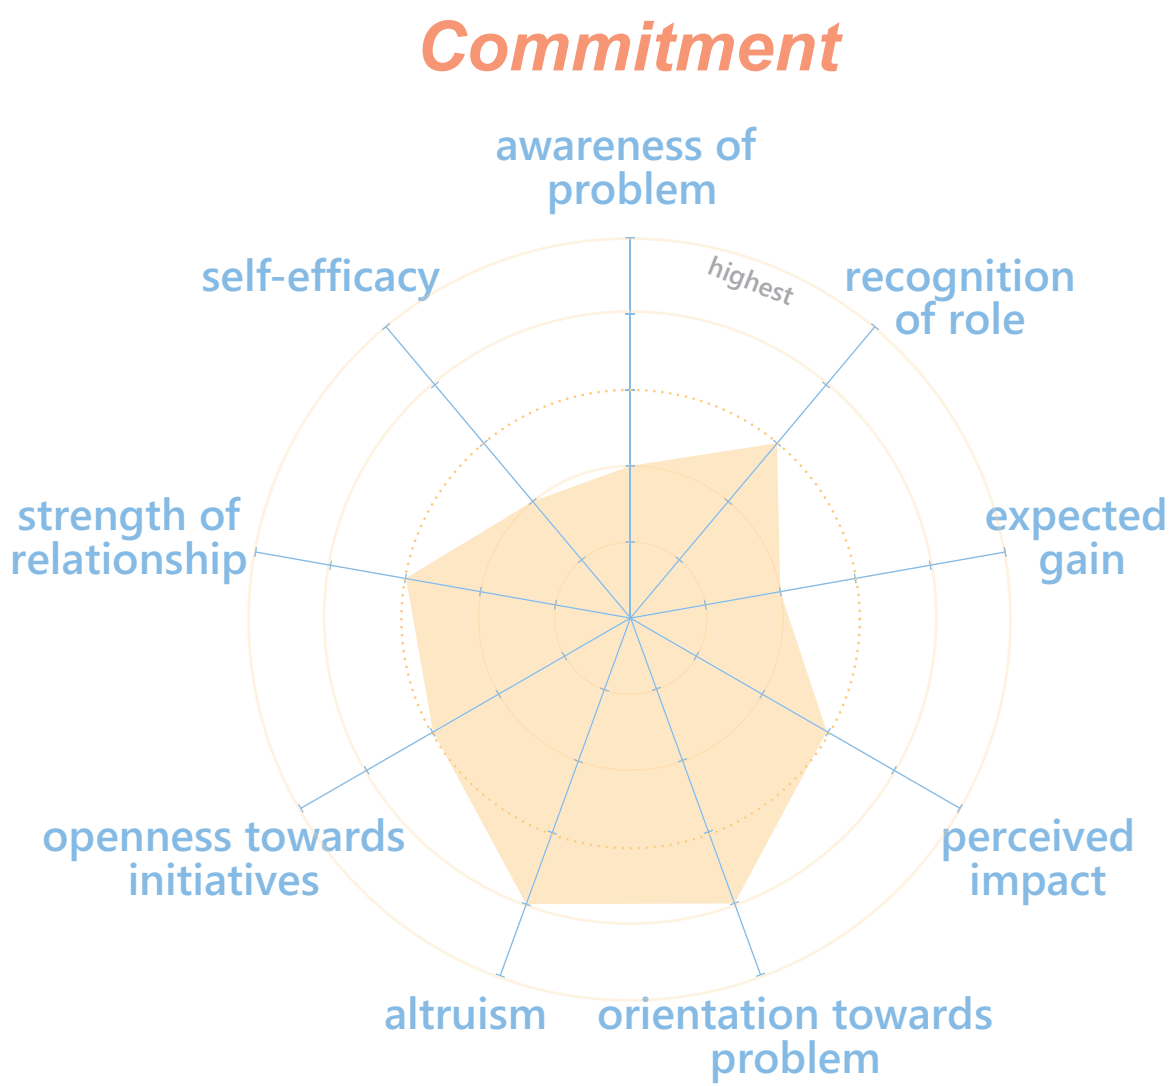 Commitment
awareness of
problem
highest
self-efficacy
recognition
of role
strength of
relationship
expected
gain
openness towards
initiatives
perceived
impact
altruism
orientation towards
problem